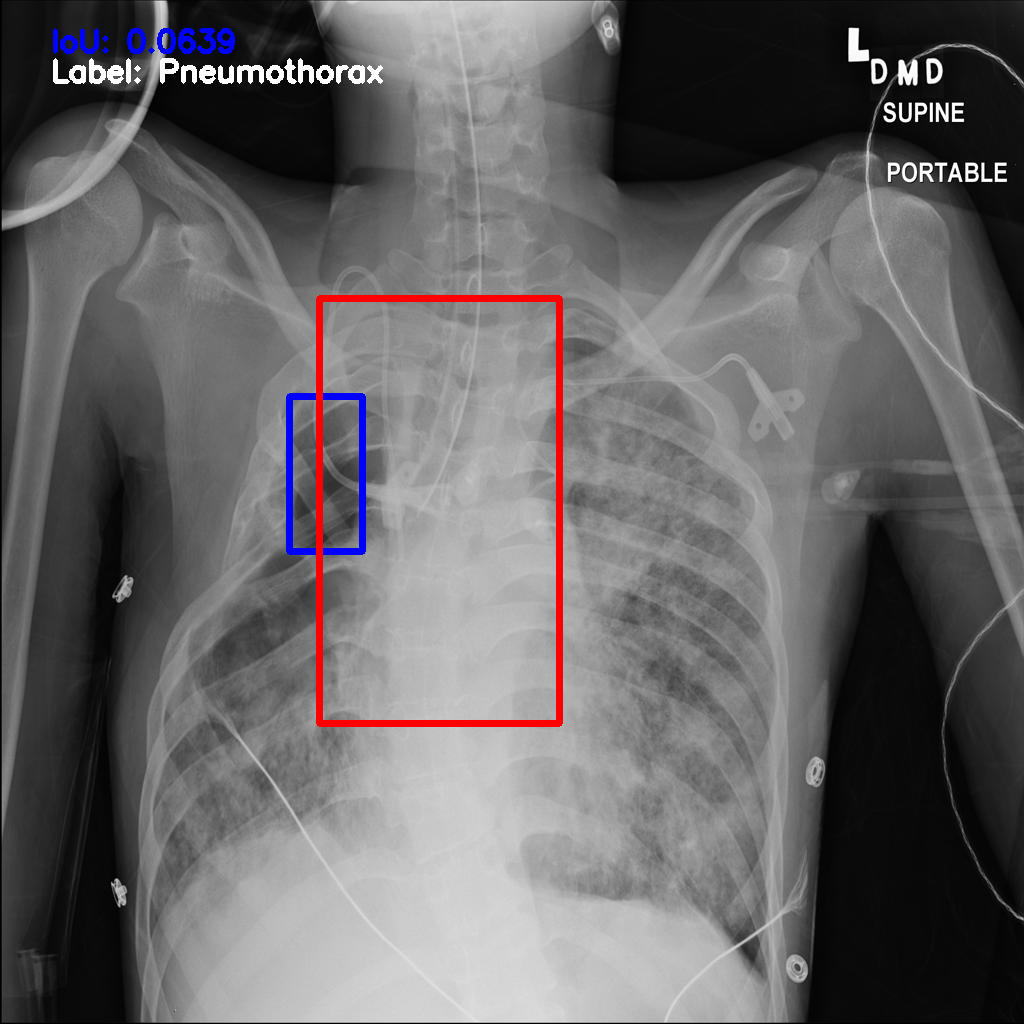 IoU: 0.0639
Label: Pneumothorax
L
DMD
SUPINE
PORTABLE